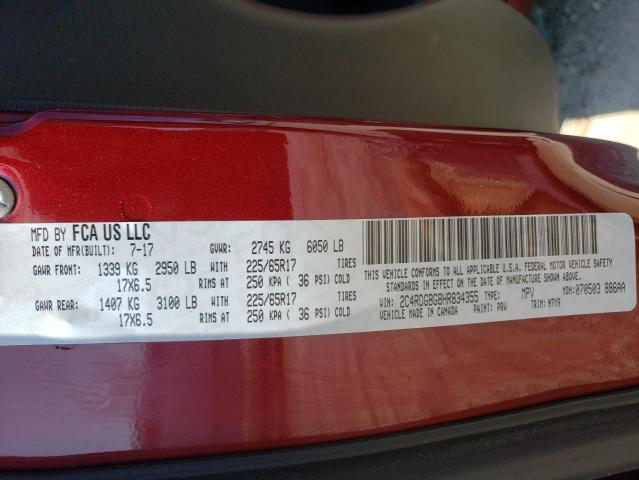 MFD BY FCA US LLC
DATE OF MFR(BUILT): 7-17 GVWR: 2745 KG 6050 LB
GAWR FRONT: 1339 KG 2950 LB WITH 225/65R17 TIRES
17X6.5 RIMS AT 250 KPA ( 36 PSI) COLD
GAWR REAR: 1407 KG 3100 LB WITH 225/65R17 TIRES
17X6.5 RIMS AT 250 KPA ( 36 PSI) COLD
THIS VEHICLE CONFORMS TO ALL APPLICABLE U.S.A. FEDERAL MOTOR VEHICLE SAFETY
STANDARDS IN EFFECT ON THE DATE OF MANUFACTURE SHOWN ABOVE.
VIN: 2C4RDGBGBHR834355 TYPE: MPV MDH: 070503 886AA
VEHICLE MADE IN CANADA PAINT: PRV TRIM: M7X9